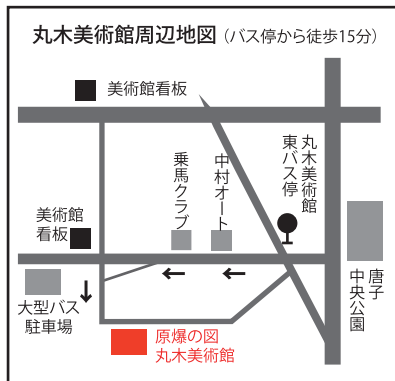 丸木美術館周辺地図（バス停から徒歩15分）
美術館看板
乗馬クラブ
中村オート
丸木美術館
東バス停
美術館
看板
唐子
中央公園
大型バス
駐車場
原爆の図
丸木美術館